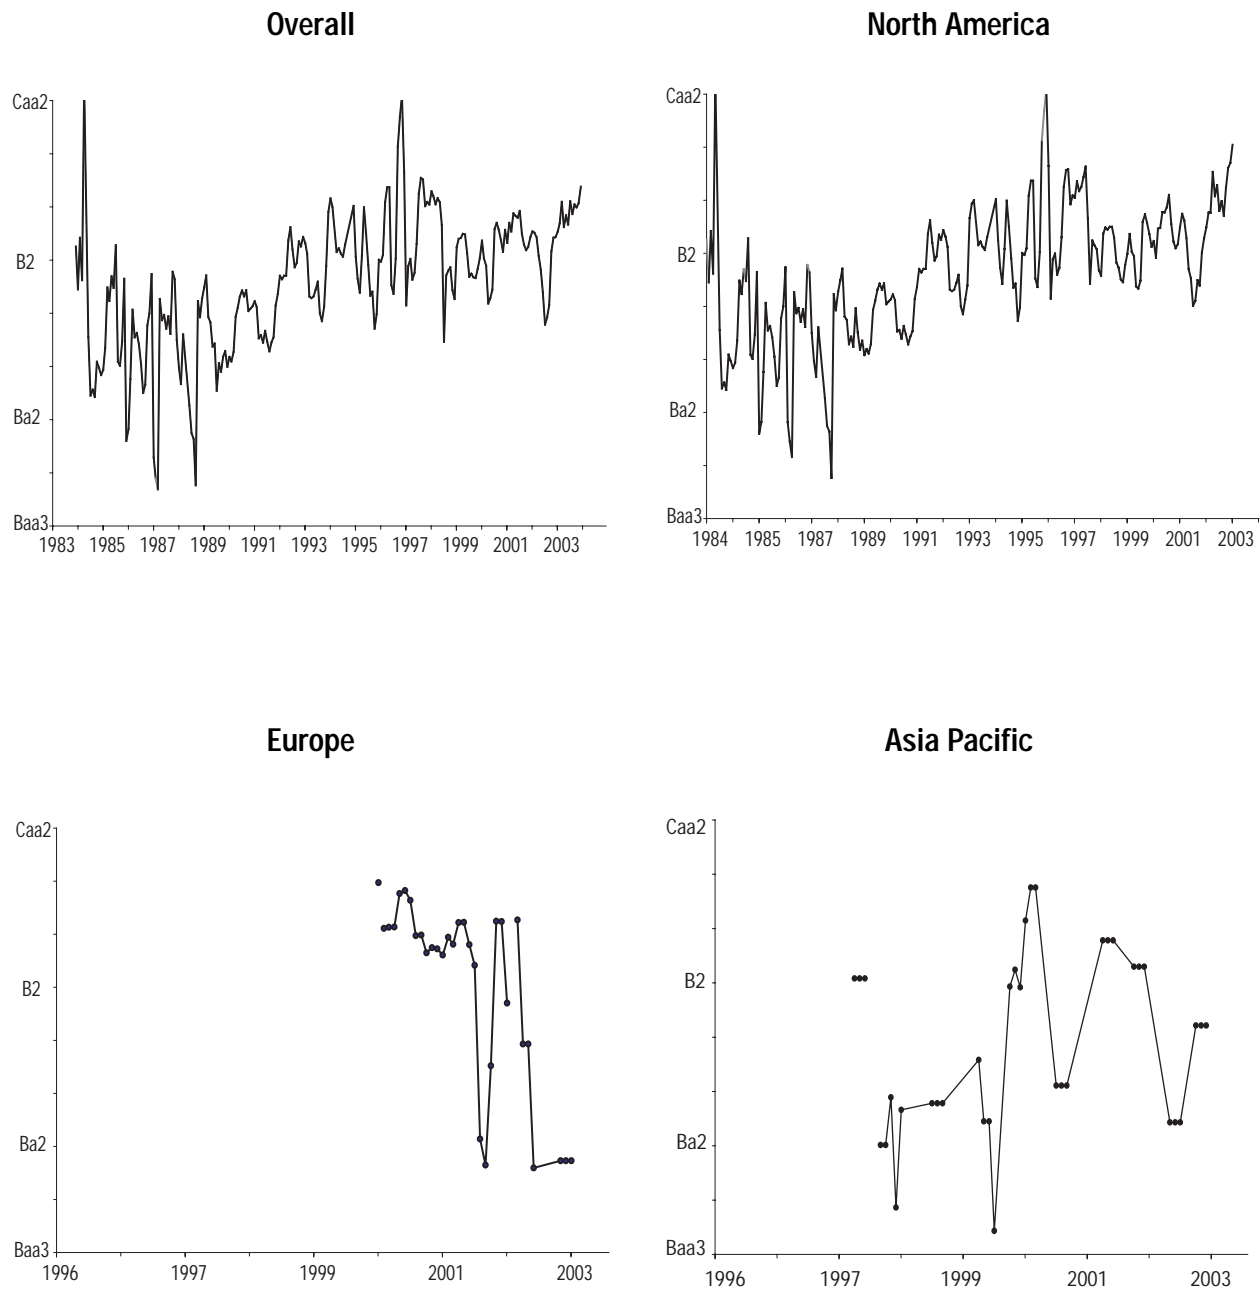 Overall
Caa2
B2
Ba2
Baa3
1983 1985 1987 1989 1991 1993 1995 1997 1999 2001 2003
North America
Caa2
B2
Ba2
Baa3
1984 1985 1987 1989 1991 1993 1995 1997 1999 2001 2003
Europe
Caa2
B2
Ba2
Baa3
1996 1997 1999 2001 2003
Asia Pacific
Caa2
B2
Ba2
Baa3
1996 1997 1999 2001 2003